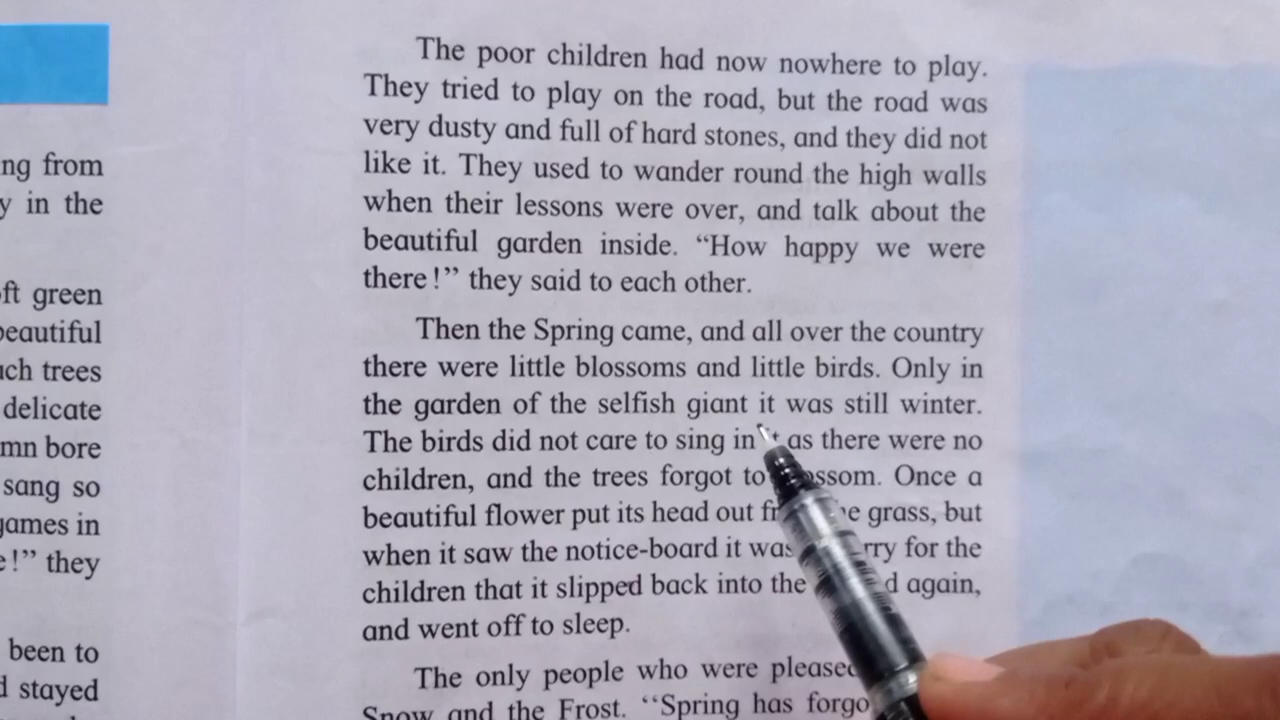 ng from
y in the
ft green
beautiful
ch trees
delicate
mn bore
sang so
games in
e!" they
been to
d stayed
The poor children had now nowhere to play.
They tried to play on the road, but the road was
very dusty and full of hard stones, and they did not
like it. They used to wander round the high walls
when their lessons were over, and talk about the
beautiful garden inside. “How happy we were
there!” they said to each other.
Then the Spring came, and all over the country
there were little blossoms and little birds. Only in
the garden of the selfish giant it was still winter.
The birds did not care to sing in as there were no
children, and the trees forgot to ssom. Once a
beautiful flower put its head out e grass, but
when it saw the notice-board it was rry for the
children that it slipped back into the d again,
and went off to sleep.
The only people who were pleased
Snow and the Frost. “Spring has forgo